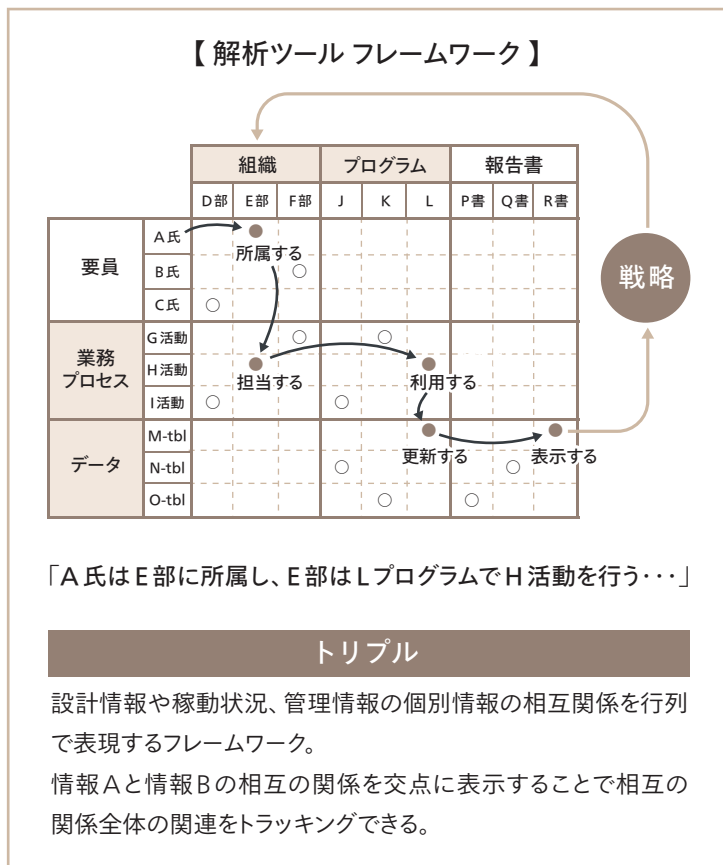 【 解析ツール フレームワーク 】
組織 プログラム 報告書
D部 E部 F部 J K L P書 Q書 R書
要員
A氏
所属する
B氏 ○
C氏 ○
戦略
業務
プロセス
G活動 ○ ○
H活動
担当する 利用する
I活動 ○ ○
データ
M-tbl
更新する 表示する
N-tbl ○ ○
O-tbl ○ ○
「A氏はE部に所属し、E部はLプログラムでH活動を行う・・・」
トリプル
設計情報や稼動状況、管理情報の個別情報の相互関係を行列
で表現するフレームワーク。
情報Aと情報Bの相互の関係を交点に表示することで相互の
関係全体の関連をトラッキングできる。